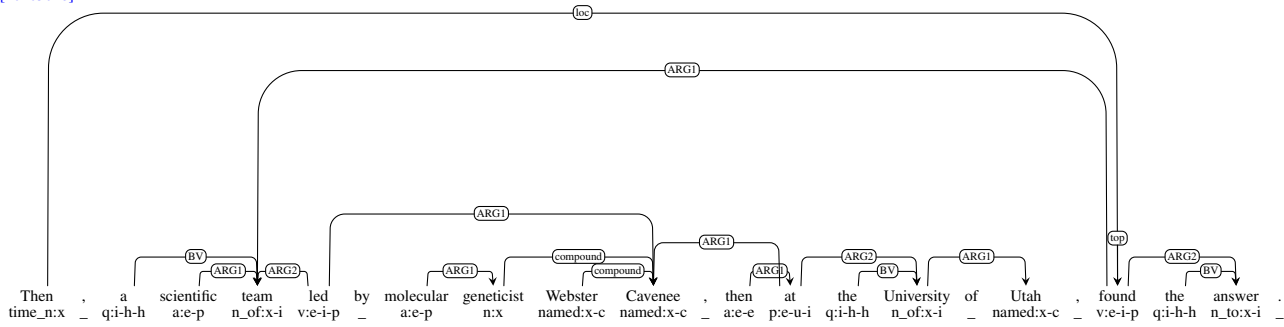 loc
ARG1
ARG1
top
ARG1
BV
compound
ARG2
ARG2
ARG1
ARG2
ARG1
compound
ARG1
BV
ARG1
BV
Then , a scientific team led by molecular geneticist Webster Cavenee , then at the University of Utah , found the answer .
time_n:x _ q:i-h-h a:e-p n_of:x-i v:e-i-p _ a:e-p n:x named:x-c named:x-c _ a:e-e p:e-u-i q:i-h-h n_of:x-i _ named:x-c _ v:e-i-p q:i-h-h n_to:x-i _